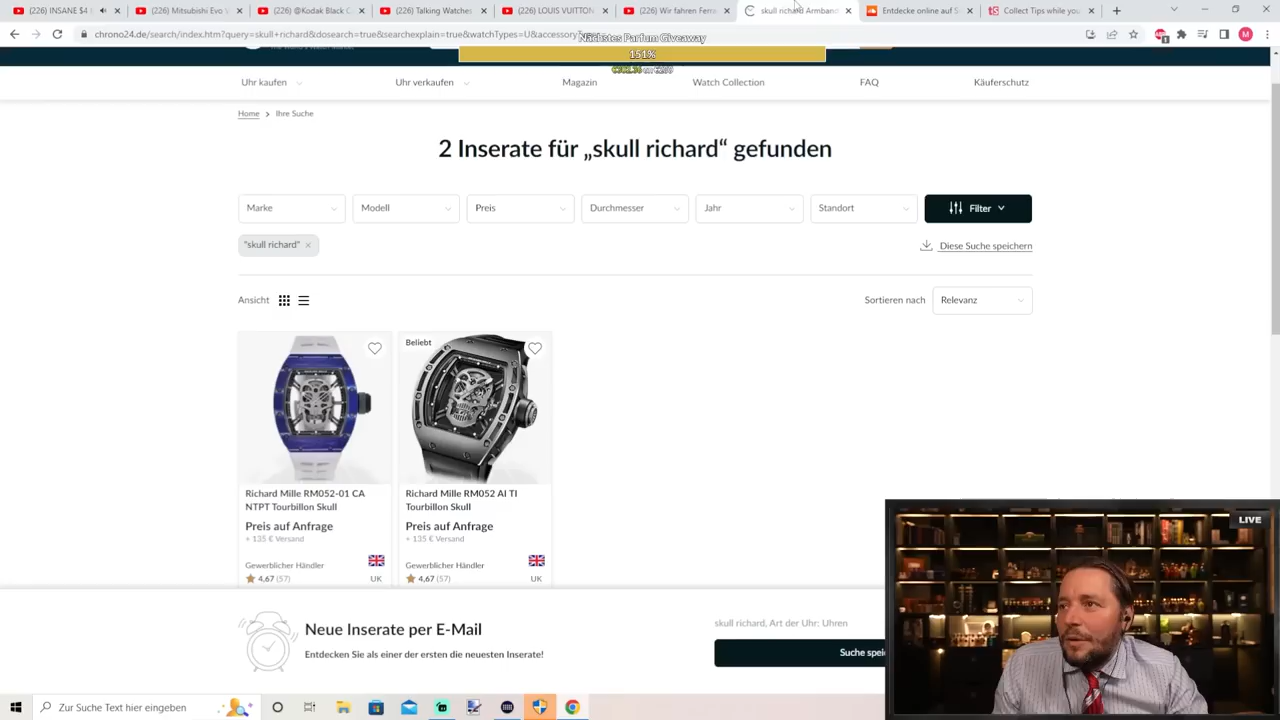 (226) INSANE $4
(226) Mitsubishi Evo V
(226) @Kodak Black C
(226) Talking Watches
(226) LOUIS VUITTON
(226) Wir fahren Ferra
skull richard Armband
Entdecke online auf S
Collect Tips while you
chrono24.de/search/index.htm?query=skull+richard&dosearch=true&searchexplain=true&watchTypes=U&accessory
Nächstes Parfum Giveaway
151%
Uhr kaufen
Uhr verkaufen
Magazin
Watch Collection
FAQ
Käuferschutz
Home > Ihre Suche
2 Inserate für „skull richard“ gefunden
Marke
Modell
Preis
Durchmesser
Jahr
Standort
Filter
"skull richard" ×
Diese Suche speichern
Ansicht
Sortieren nach
Relevanz
Beliebt
Richard Mille RM052-01 CA
NTPT Tourbillon Skull
Preis auf Anfrage
+ 135 € Versand
Gewerblicher Händler
4,67 (57)
UK
Richard Mille RM052 AI TI
Tourbillon Skull
Preis auf Anfrage
+ 135 € Versand
Gewerblicher Händler
4,67 (57)
UK
LIVE
Neue Inserate per E-Mail
Entdecken Sie als einer der ersten die neuesten Inserate!
skull richard, Art der Uhr: Uhren
Suche spei
Zur Suche Text hier eingeben